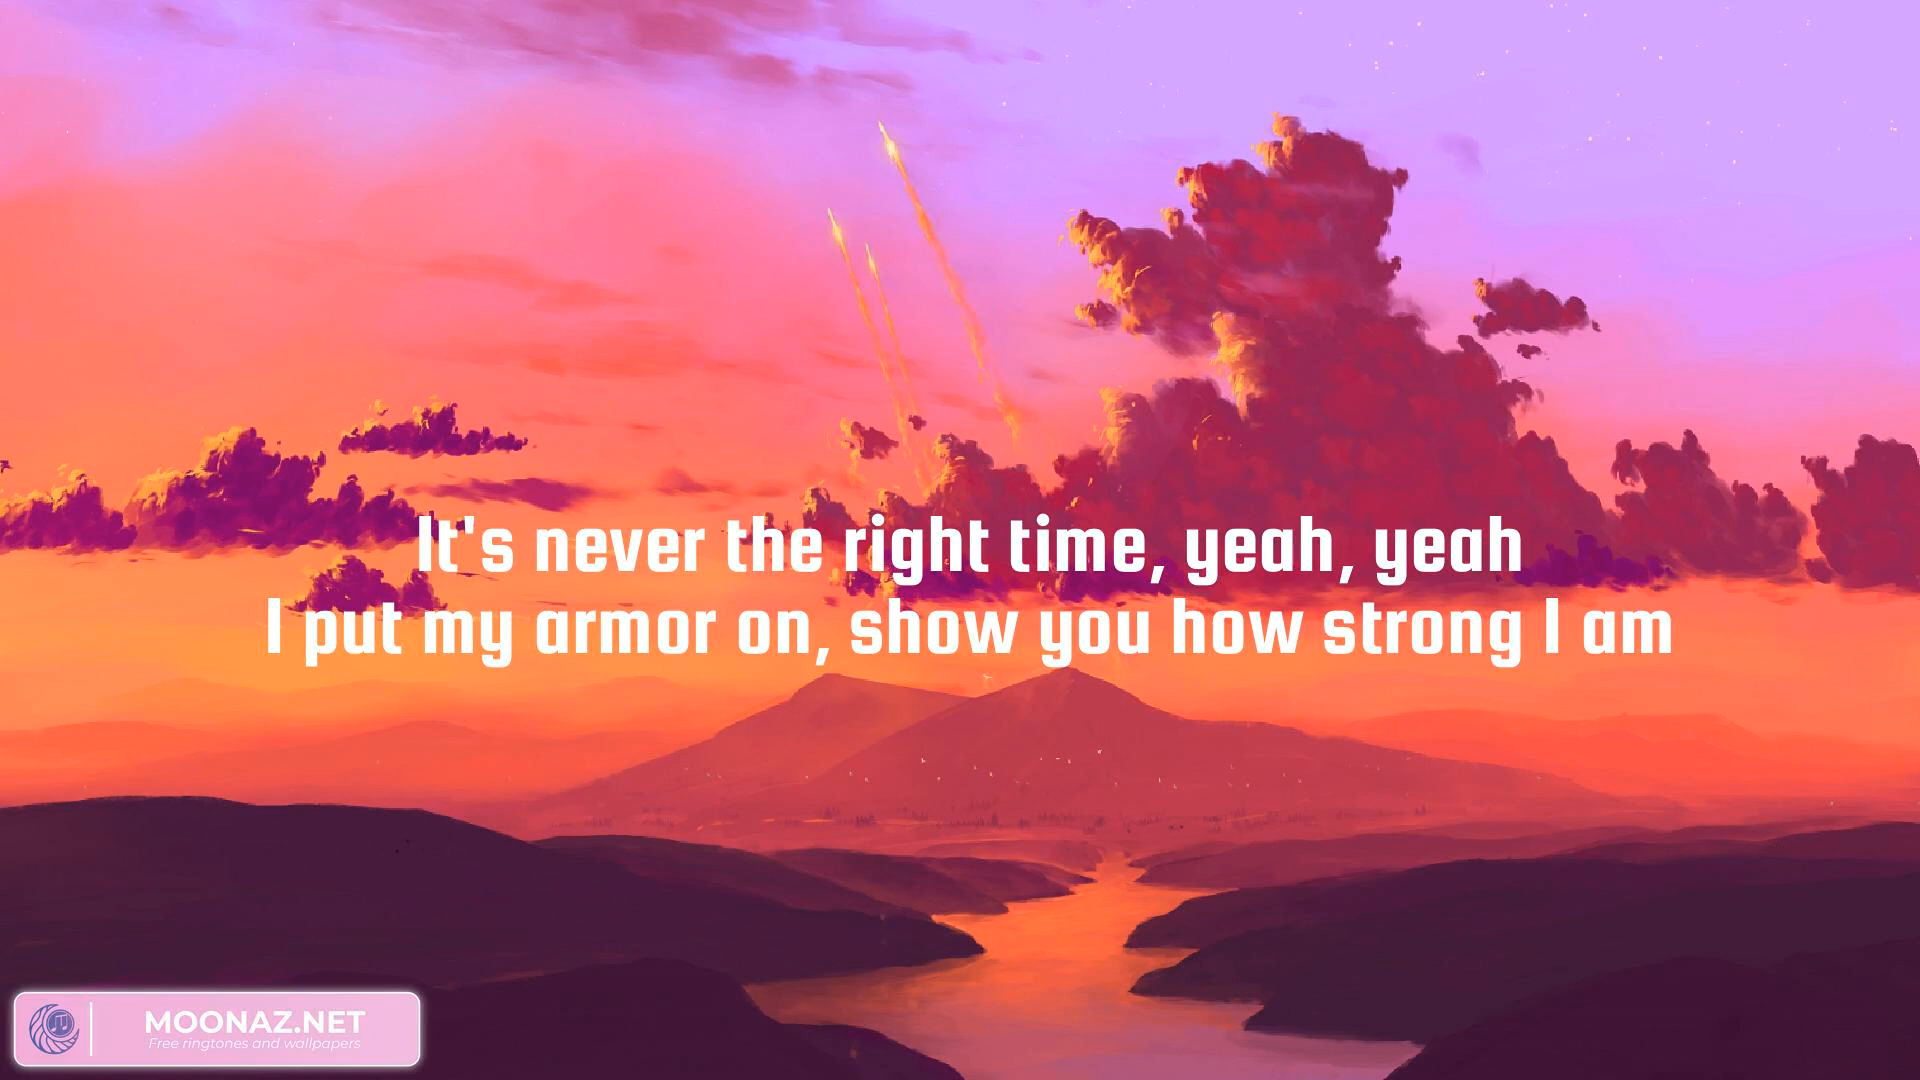 It's never the right time, yeah, yeah
I put my armor on, show you how strong I am
MOONAZ.NET
Free ringtones and wallpapers